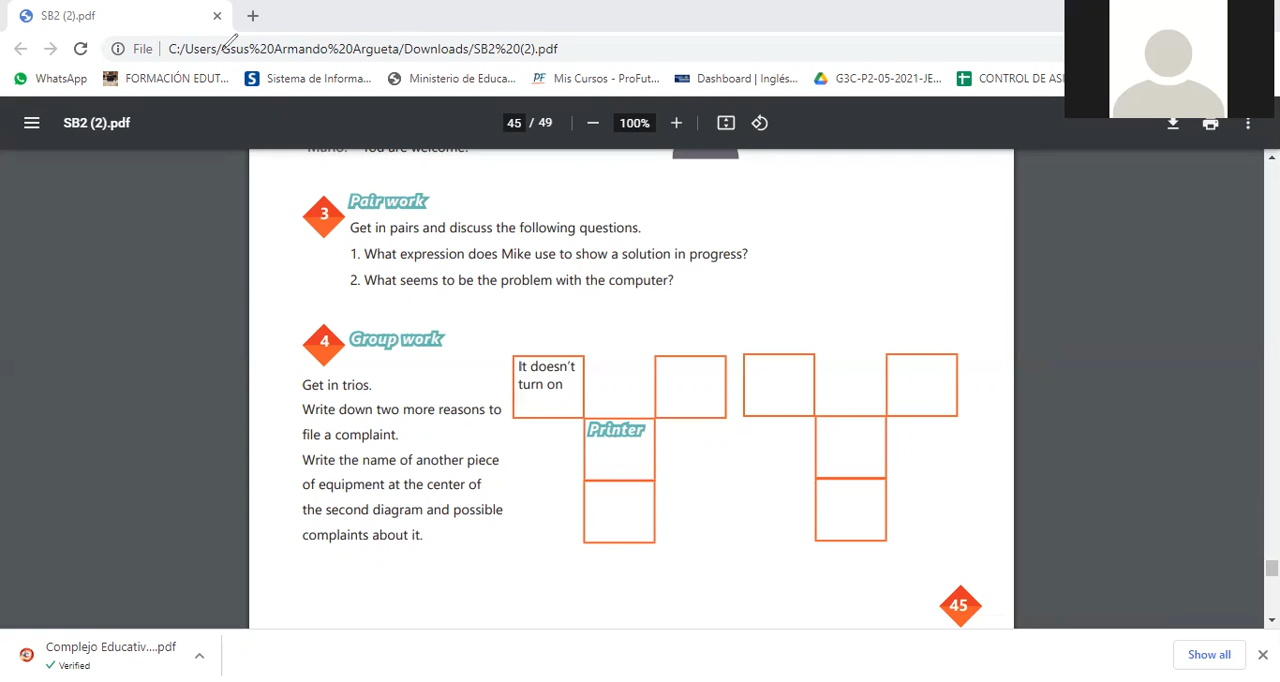 SB2 (2).pdf
File C:/Users/
sus%20Armando%20Argueta/Downloads/SB2%20(2).pdf
WhatsApp FORMACIÓN EDUT... Sistema de Informa... Ministerio de Educa... PF Mis Cursos - ProFut... Dashboard | Inglés... G3C-P2-05-2021-JE... CONTROL DE ASI
SB2 (2).pdf 45 / 49 100%
You are welcome.
3 Pair work
Get in pairs and discuss the following questions.
1. What expression does Mike use to show a solution in progress?
2. What seems to be the problem with the computer?
4 Group work
Get in trios.
Write down two more reasons to
file a complaint.
Write the name of another piece
of equipment at the center of
the second diagram and possible
complaints about it.
It doesn't
turn on
Printer
45
Complejo Educativ....pdf
Verified
Show all